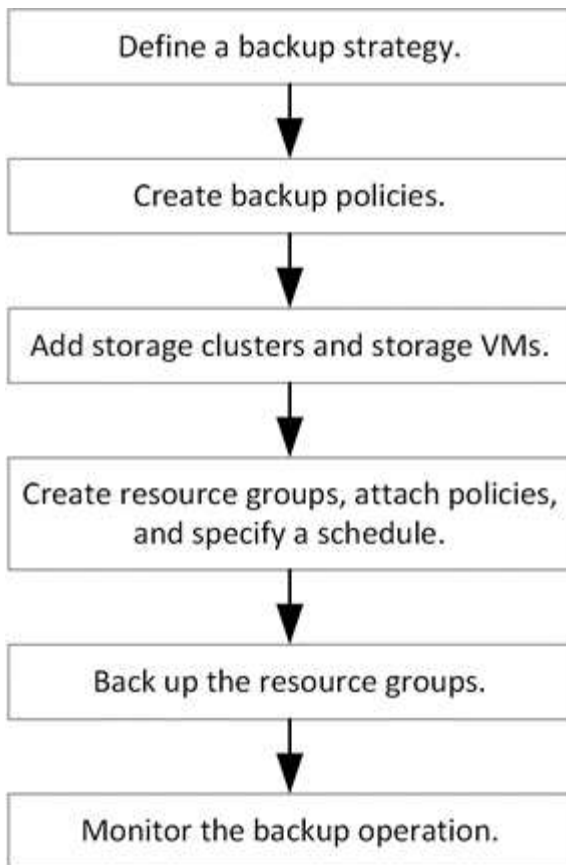 Define a backup strategy.
Create backup policies.
Add storage clusters and storage VMs.
Create resource groups, attach policies,
and specify a schedule.
Back up the resource groups.
Monitor the backup operation.